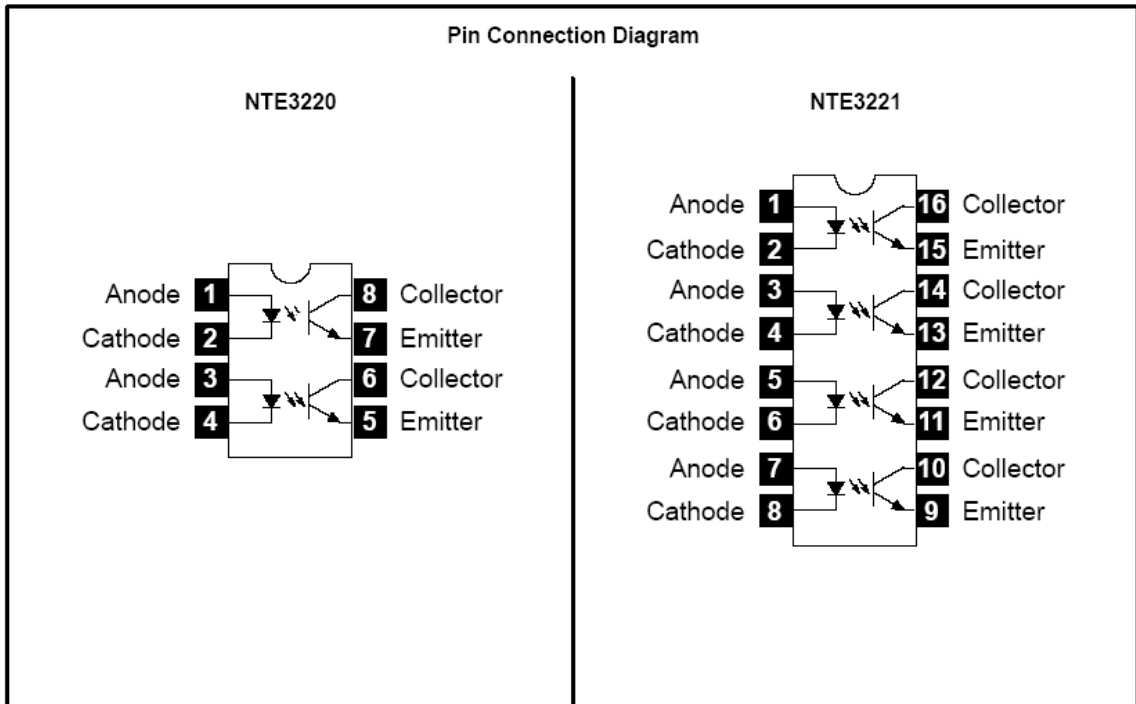 Pin Connection Diagram
NTE3220
Anode 1 8 Collector
Cathode 2 7 Emitter
Anode 3 6 Collector
Cathode 4 5 Emitter
NTE3221
Anode 1 16 Collector
Cathode 2 15 Emitter
Anode 3 14 Collector
Cathode 4 13 Emitter
Anode 5 12 Collector
Cathode 6 11 Emitter
Anode 7 10 Collector
Cathode 8 9 Emitter